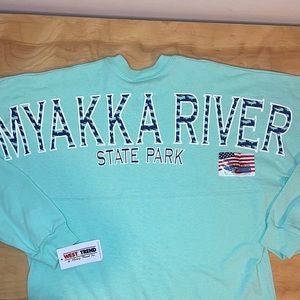 MYAKKA RIVER
STATE PARK
WEST TREND